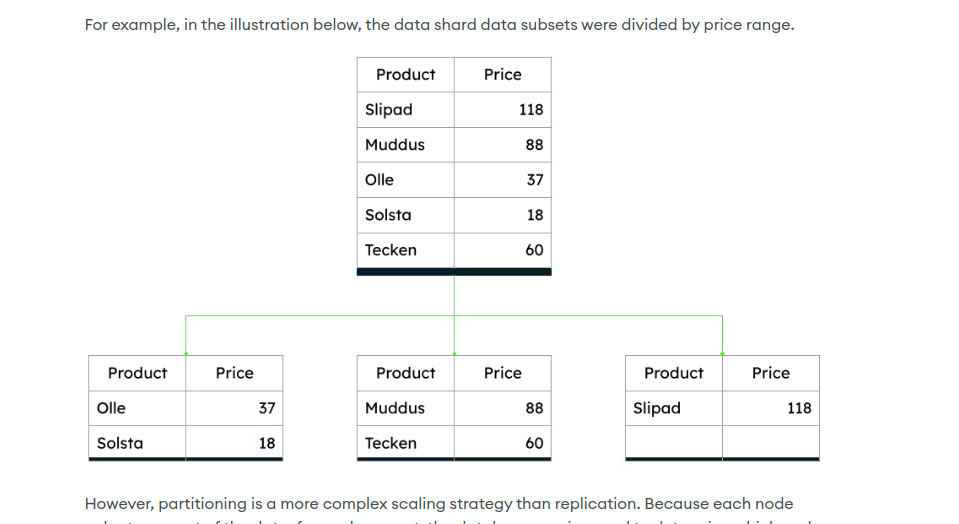 For example, in the illustration below, the data shard data subsets were divided by price range.
Product Price
Slipad 118
Muddus 88
Olle 37
Solsta 18
Tecken 60
Product Price Product Price Product Price
Olle 37 Muddus 88 Slipad 118
Solsta 18 Tecken 60
However, partitioning is a more complex scaling strategy than replication. Because each node